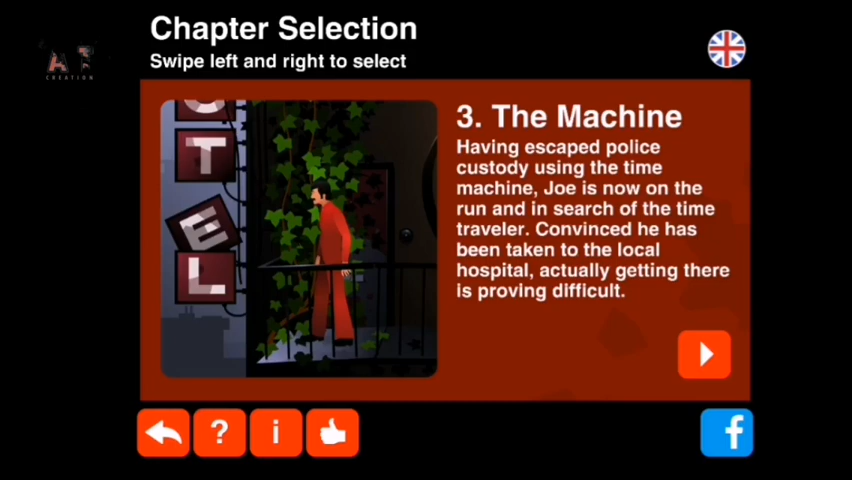 Chapter Selection
Swipe left and right to select
AT
CREATION
3. The Machine
Having escaped police
custody using the time
machine, Joe is now on the
run and in search of the time
traveler. Convinced he has
been taken to the local
hospital, actually getting there
is proving difficult.
T
E
L
?
i
f